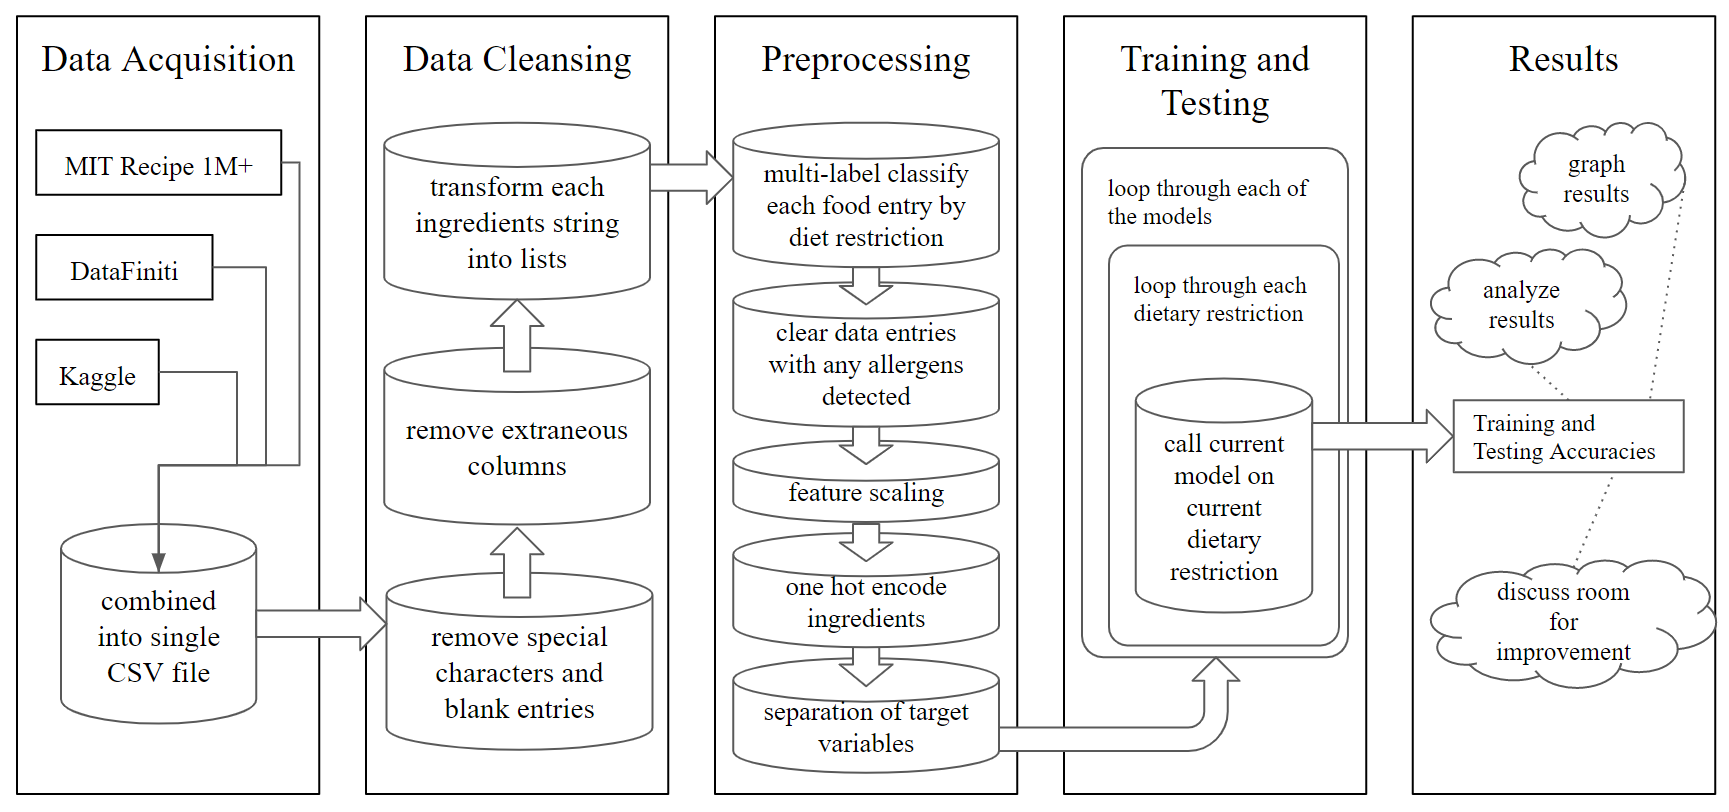 Data Acquisition
MIT Recipe 1M+
DataFiniti
Kaggle
combined
into single
CSV file
Data Cleansing
transform each
ingredients string
into lists
remove extraneous
columns
remove special
characters and
blank entries
Preprocessing
multi-label classify
each food entry by
diet restriction
clear data entries
with any allergens
detected
feature scaling
one hot encode
ingredients
separation of target
variables
Training and
Testing
loop through each of
the models
loop through each
dietary restriction
call current
model on
current
dietary
restriction
Results
graph
results
analyze
results
Training and
Testing Accuracies
discuss room
for
improvement